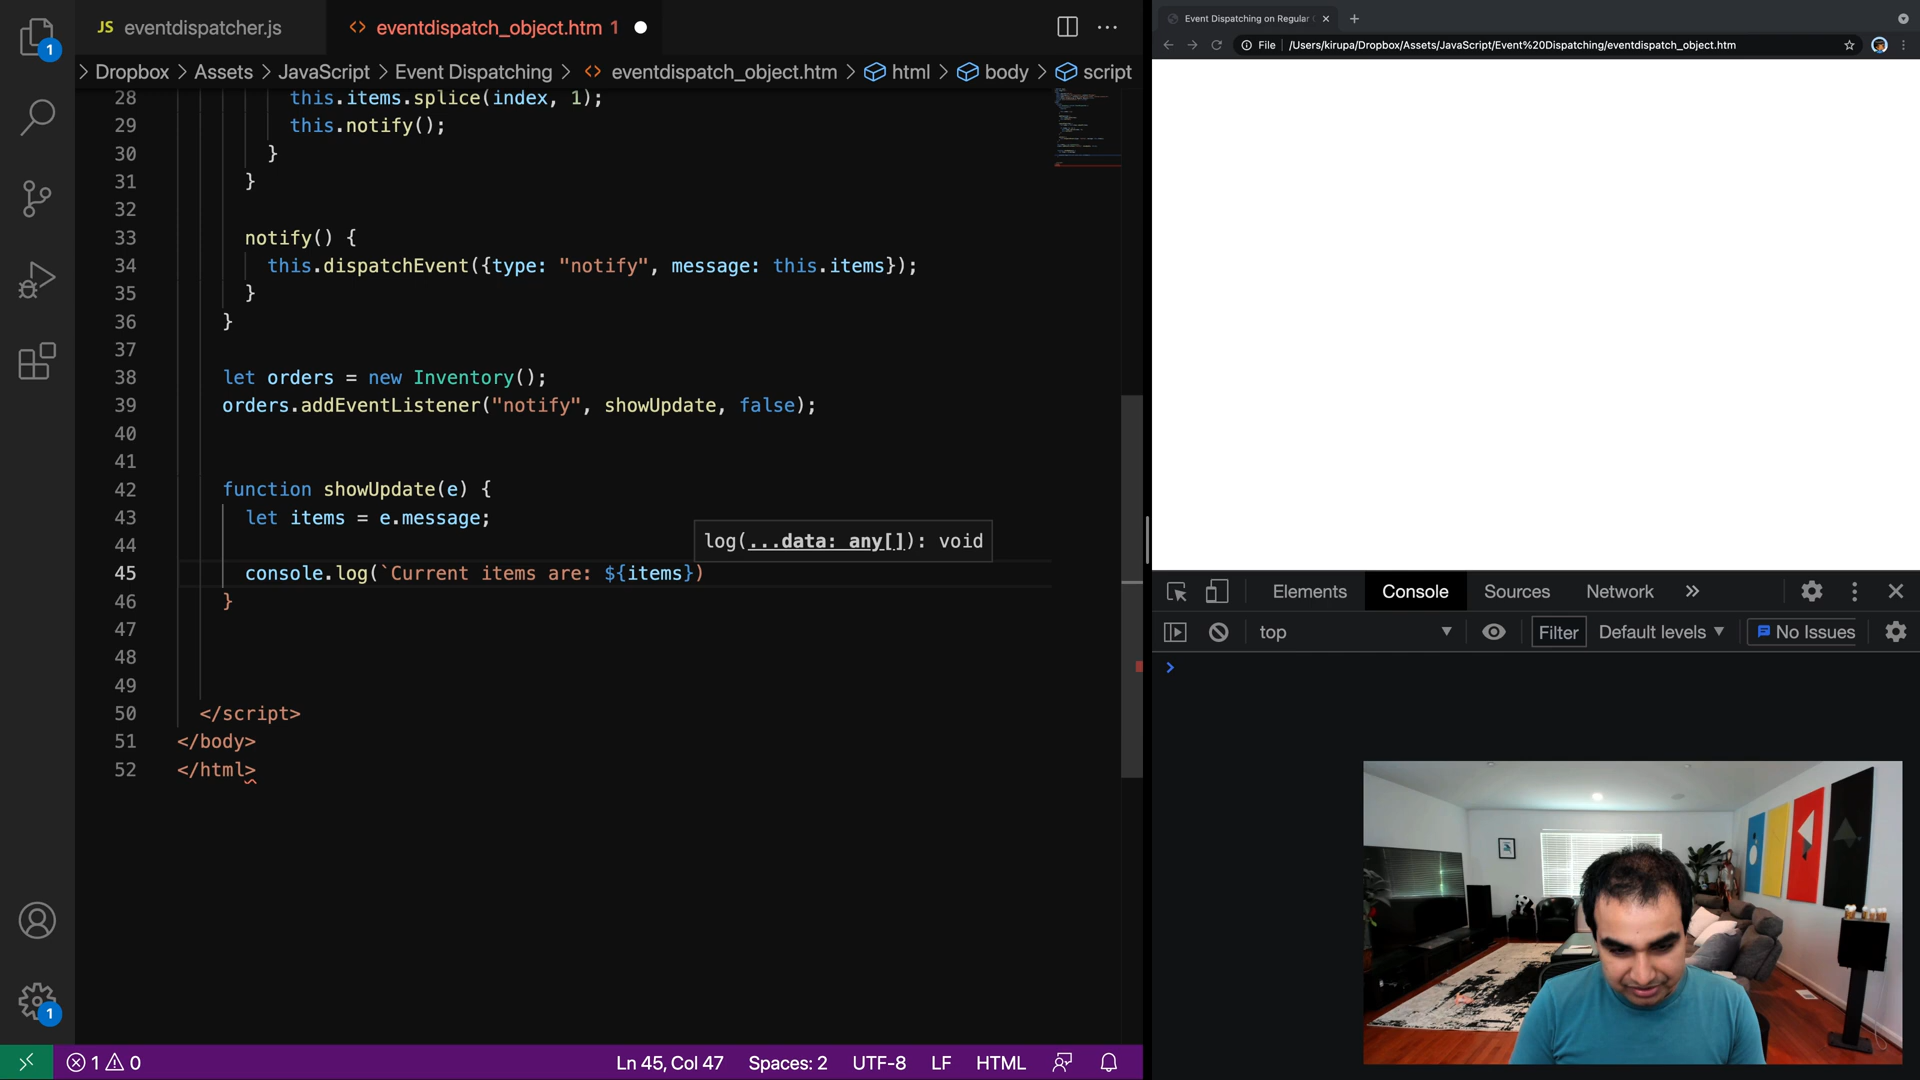 JS eventdispatcher.js
<> eventdispatch_object.htm 1
> Dropbox > Assets > JavaScript > Event Dispatching > <> eventdispatch_object.htm > html > body > script
28 this.items.splice(index, 1);
29 this.notify();
30 }
31 }
32
33 notify() {
34 this.dispatchEvent({type: "notify", message: this.items});
35 }
36 }
37
38 let orders = new Inventory();
39 orders.addEventListener("notify", showUpdate, false);
40
41
42 function showUpdate(e) {
43 let items = e.message;
44
log(...data: any[]): void
45 console.log(`Current items are: ${items})
46 }
47
48
49
50 </script>
51 </body>
52 </html>
1
1
1 0
Ln 45, Col 47 Spaces: 2 UTF-8 LF HTML
Event Dispatching on Regular
File /Users/kirupa/Dropbox/Assets/JavaScript/Event%20Dispatching/eventdispatch_object.htm
Elements Console Sources Network
top Filter Default levels No Issues